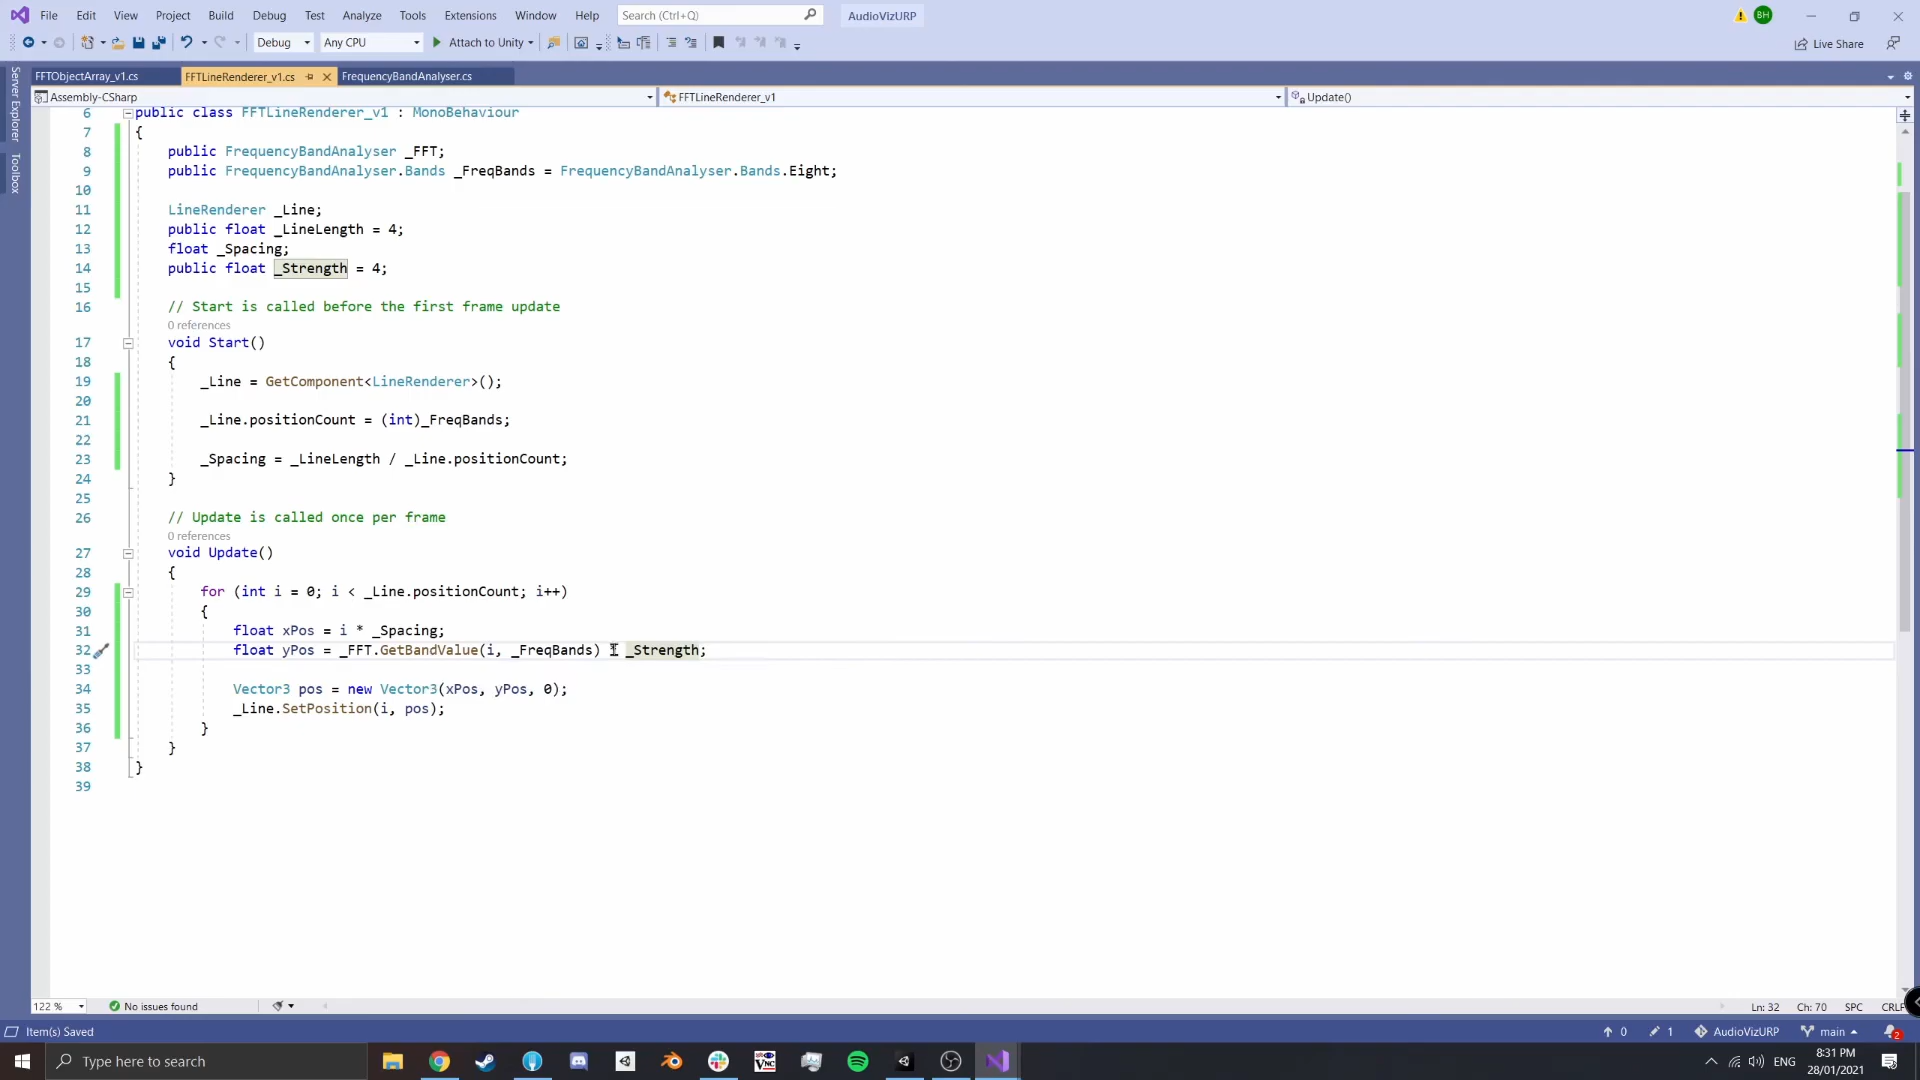 File Edit View Project Build Debug Test Analyze Tools Extensions Window Help Search (Ctrl+Q) AudioVizURP BH
Debug Any CPU Attach to Unity Live Share
FFTObjectArray_v1.cs FFTLineRenderer_v1.cs FrequencyBandAnalyser.cs
Assembly-CSharp FFTLineRenderer_v1 Update()
Server Explorer
Toolbox
6 public class FFTLineRenderer_v1 : MonoBehaviour
7 {
8 public FrequencyBandAnalyser _FFT;
9 public FrequencyBandAnalyser.Bands _FreqBands = FrequencyBandAnalyser.Bands.Eight;
10
11 LineRenderer _Line;
12 public float _LineLength = 4;
13 float _Spacing;
14 public float _Strength = 4;
15
16 // Start is called before the first frame update
0 references
17 void Start()
18 {
19 _Line = GetComponent<LineRenderer>();
20
21 _Line.positionCount = (int)_FreqBands;
22
23 _Spacing = _LineLength / _Line.positionCount;
24 }
25
26 // Update is called once per frame
0 references
27 void Update()
28 {
29 for (int i = 0; i < _Line.positionCount; i++)
30 {
31 float xPos = i * _Spacing;
32 float yPos = _FFT.GetBandValue(i, _FreqBands) * _Strength;
33
34 Vector3 pos = new Vector3(xPos, yPos, 0);
35 _Line.SetPosition(i, pos);
36 }
37 }
38 }
39
122 % No issues found Ln: 32 Ch: 70 SPC CRLF
Item(s) Saved 0 1 AudioVizURP main 2
Type here to search ENG 8:31 PM
28/01/2021